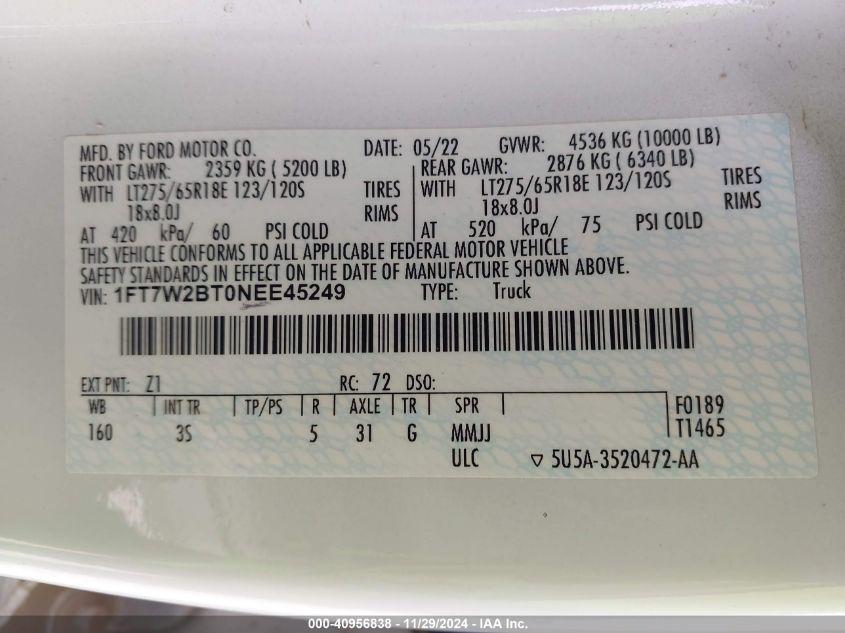 MFD. BY FORD MOTOR CO. DATE: 05/22 GVWR: 4536 KG (10000 LB)
FRONT GAWR: 2359 KG ( 5200 LB) REAR GAWR: 2876 KG ( 6340 LB)
WITH LT275/65R18E 123/120S TIRES WITH LT275/65R18E 123/120S TIRES
18x8.0J RIMS 18x8.0J RIMS
AT 420 kPa/ 60 PSI COLD AT 520 kPa/ 75 PSI COLD
THIS VEHICLE CONFORMS TO ALL APPLICABLE FEDERAL MOTOR VEHICLE
SAFETY STANDARDS IN EFFECT ON THE DATE OF MANUFACTURE SHOWN ABOVE.
VIN: 1FT7W2BT0NEE45249 TYPE: Truck
EXT PNT: Z1 RC: 72 DSO:
WB INT TR TP/PS R AXLE TR SPR F0189
160 3S 5 31 G MMJJ T1465
ULC 5U5A-3520472-AA
000-40956838 - 11/29/2024 - IAA Inc.